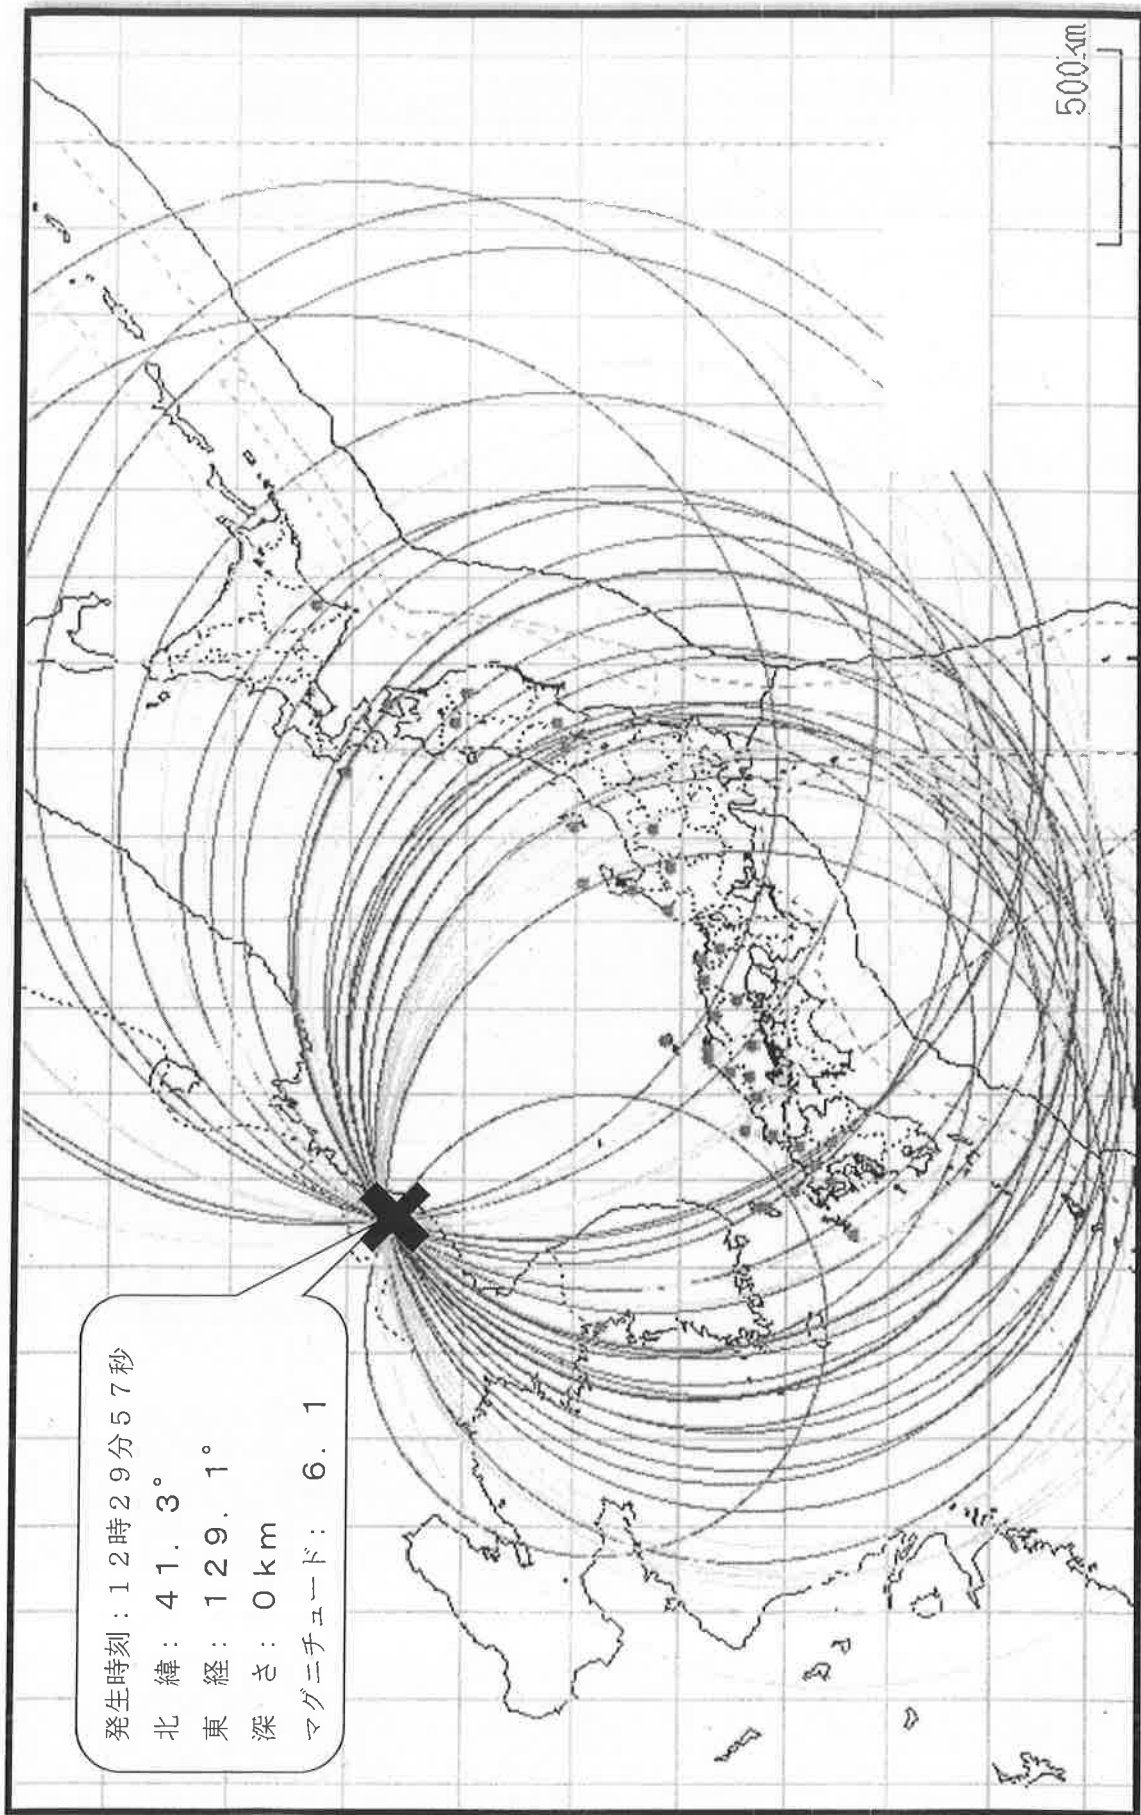 発生時刻：１２時２９分５７秒
北　緯：４１．３°
東　経：１２９．１°
深　さ：０ｋｍ
マグニチュード：６．１
500km